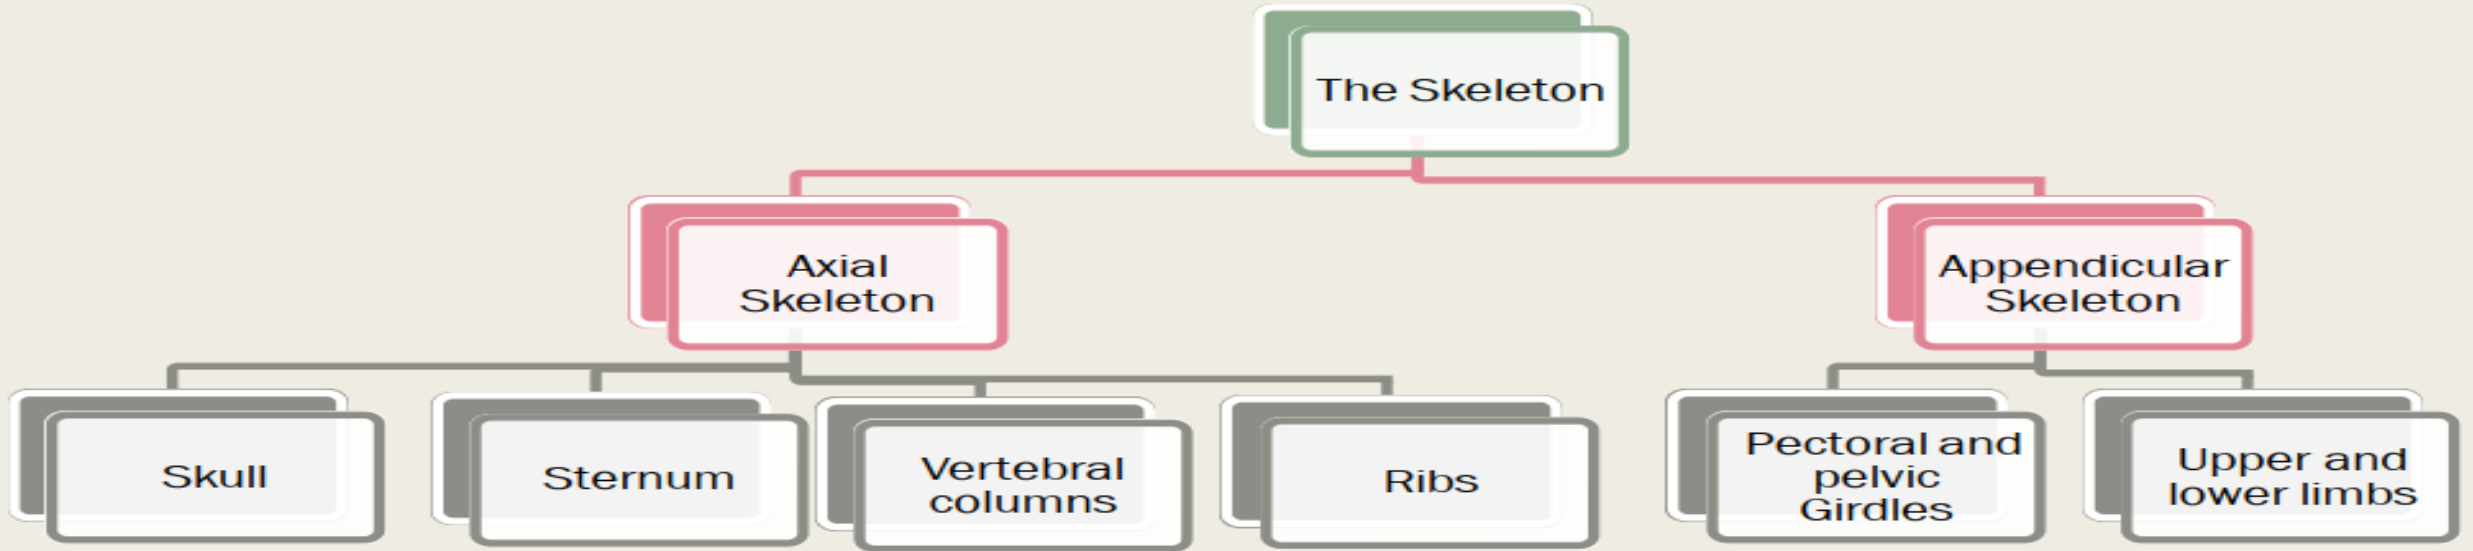 The Skeleton
Axial
Skeleton
Appendicular
Skeleton
Skull
Sternum
Vertebral
columns
Ribs
Pectoral and
pelvic
Girdles
Upper and
lower limbs